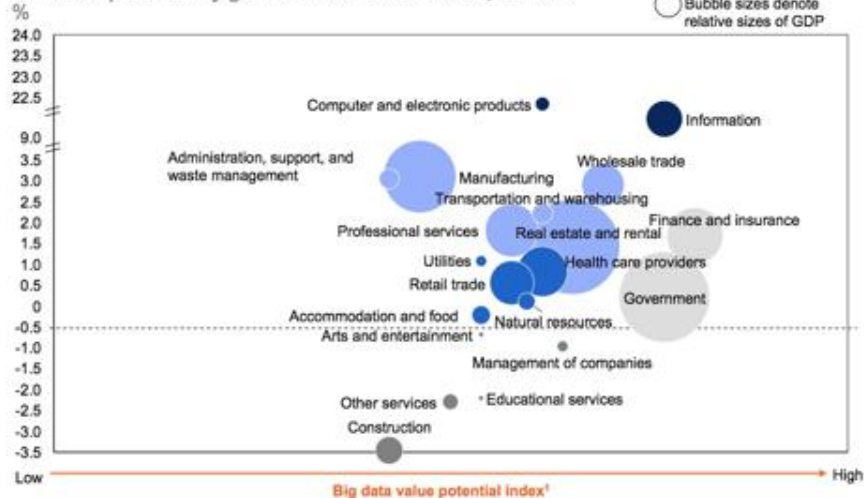 %
Bubble sizes denote
relative sizes of GDP
24.0
23.5
23.0
22.5
9.0
3.5
3.0
2.5
2.0
1.5
1.0
0.5
0
-0.5
-1.0
-1.5
-2.0
-2.5
-3.0
-3.5
Computer and electronic products
Information
Administration, support, and
waste management
Manufacturing
Wholesale trade
Transportation and warehousing
Professional services
Real estate and rental
Finance and insurance
Utilities
Health care providers
Retail trade
Government
Accommodation and food
Natural resources
Arts and entertainment
Management of companies
Other services
Educational services
Construction
Low
High
Big data value potential index¹